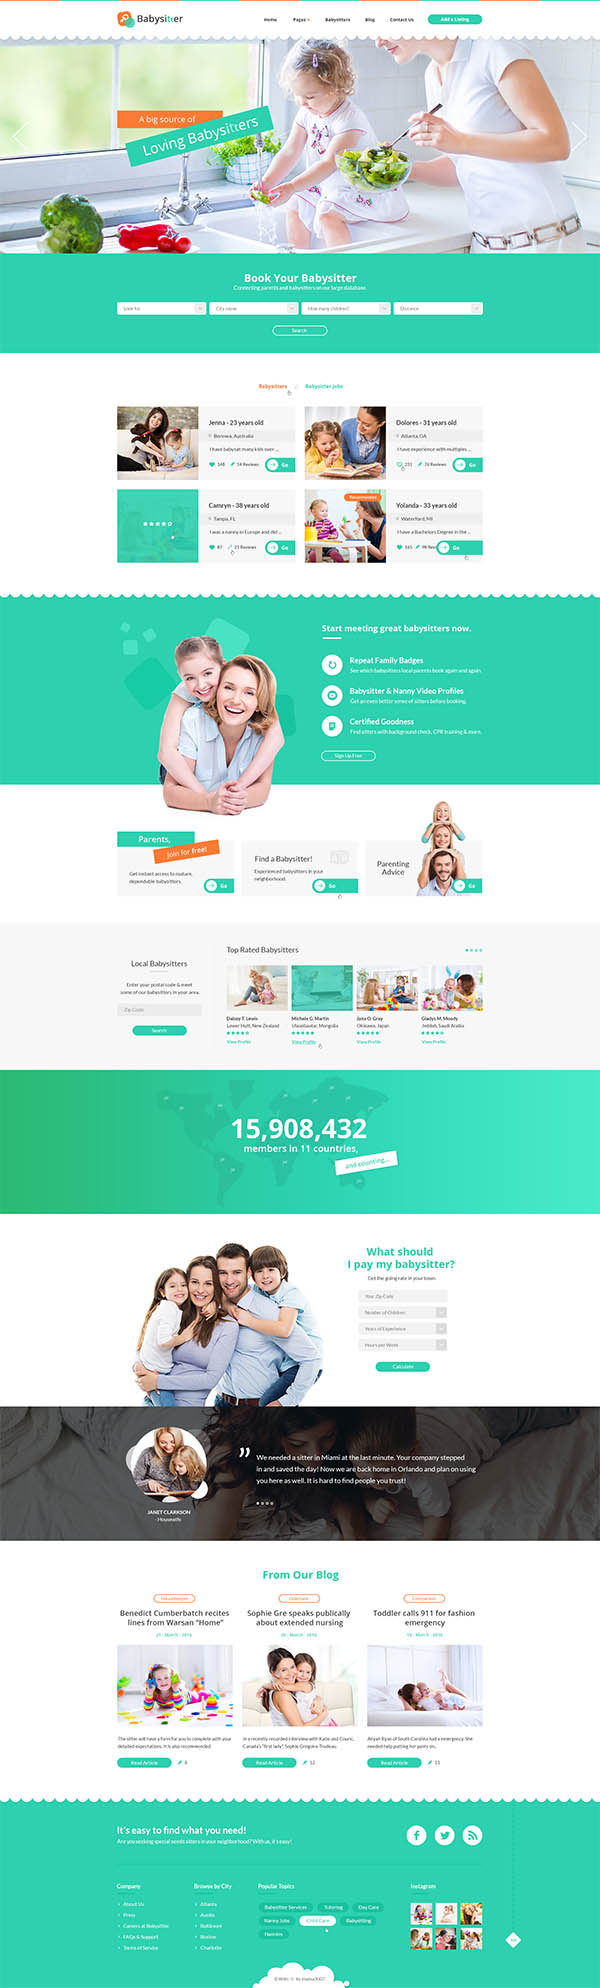 Babysitter
Home Pages Babysitters Blog Contact Us Add a Listing
A big source of
Loving Babysitters
Book Your Babysitter
Connecting parents and babysitters on our large database.
Look for City name How many children? Distance
Search
Babysitters Babysitter Jobs
Jenna - 23 years old
Berowa, Australia
I have babysat many kids over ...
148 14 Reviews Go
Dolores - 31 years old
Atlanta, GA
I have experience with multiples ...
231 76 Reviews Go
Camryn - 38 years old
Tampa, FL
I was a nanny in Europe and did ...
87 23 Reviews Go
Recommended
Yolanda - 33 years old
Waterford, MI
I have a Bachelors Degree in the ...
165 98 Go
Start meeting great babysitters now.
Repeat Family Badges
See which babysitters local parents book again and again.
Babysitter & Nanny Video Profiles
Get an even better sense of sitters before booking.
Certified Goodness
Find sitters with background check, CPR training & more.
Sign Up Free
Parents,
Join for free!
Get instant access to mature,
dependable babysitters.
Go
Find a Babysitter!
Experienced babysitters in your
neighborhood.
Go
Parenting
Advice
Go
Local Babysitters
Enter your postal code & meet
some of our babysitters in your area.
Zip Code
Search
Top Rated Babysitters
Daissy T. Lewis
Lower Hutt, New Zealand
View Profile
Michele G. Martin
Ulaanbaatar, Mongolia
View Profile
Jana O. Gray
Okinawa, Japan
View Profile
Gladys M. Moody
Jeddah, Saudi Arabia
View Profile
15,908,432
members in 11 countries,
and counting...
What should
I pay my babysitter?
Get the going rate in your town.
Your Zip Code
Number of Children
Years of Experience
Hours per Week
Calculate
We needed a sitter in Miami at the last minute. Your company stepped
in and saved the day! Now we are back home in Orlando and plan on using
you here as well. It is hard to find people you trust!
JANET CLARKSON
- Housewife
From Our Blog
Housekeeper
Benedict Cumberbatch recites
lines from Warsan "Home"
21 - March - 2016
The sitter will have a form for you to complete with your
detailed expectations. It is also recommended
Read Article 6
Child care
Sophie Gre speaks publically
about extended nursing
20 - March - 2016
In a recently recorded interview with Katie and Couric,
Canada's "first lady", Sophie Gregoire Trudeau.
Read Article 12
Companion
Toddler calls 911 for fashion
emergency
19 - March - 2016
Aliyah Ryas of South Carolina had a emergency. She
needed help putting her pants on.
Read Article 11
It's easy to find what you need!
Are you seeking special needs sitters in your neighborhood? With us, it's easy!
Company
About Us
Press
Careers at Babysitter
FAQs & Support
Terms of Service
Browse by City
Atlanta
Austin
Baltimore
Boston
Charlotte
Popular Topics
Babysitter Services Tutoring Day Care
Nanny Jobs Child Care Babysitting
Nannies
Instagram